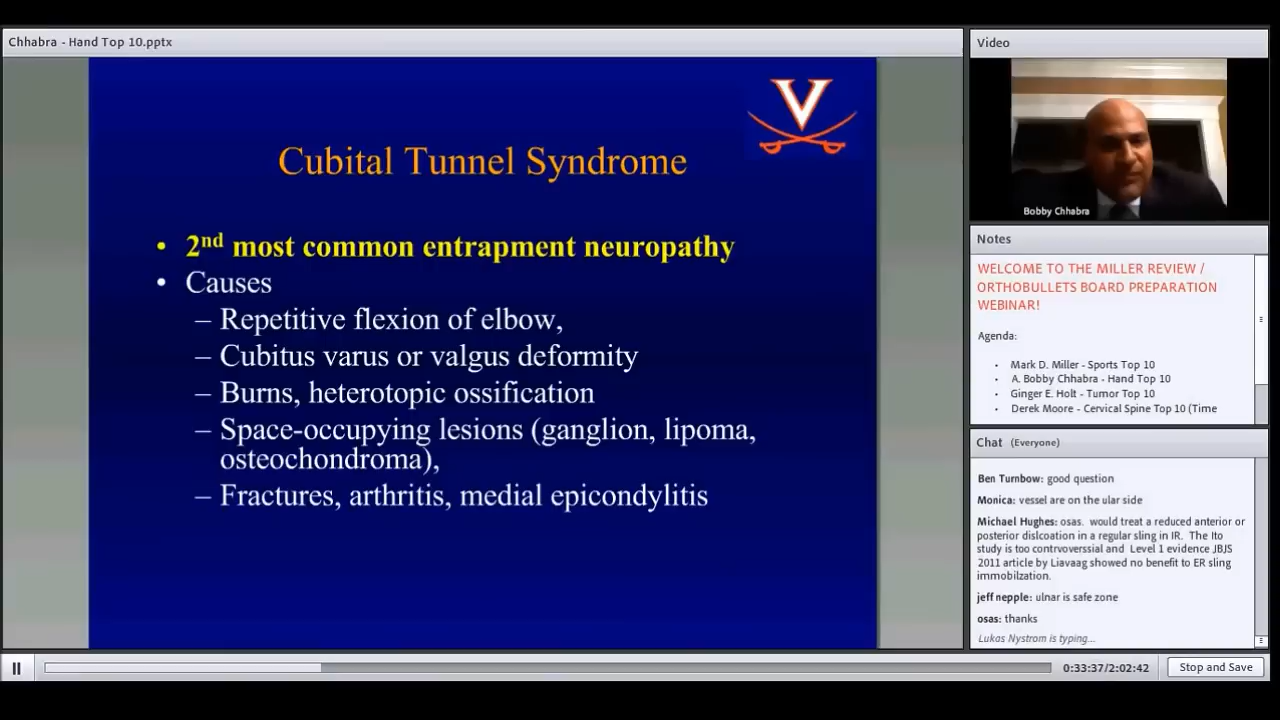 Chhabra - Hand Top 10.pptx
V
Cubital Tunnel Syndrome
• 2nd most common entrapment neuropathy
• Causes
– Repetitive flexion of elbow,
– Cubitus varus or valgus deformity
– Burns, heterotopic ossification
– Space-occupying lesions (ganglion, lipoma,
osteochondroma),
– Fractures, arthritis, medial epicondylitis
Video
Bobby Chhabra
Notes
WELCOME TO THE MILLER REVIEW /
ORTHOBULLETS BOARD PREPARATION
WEBINAR!
Agenda:
• Mark D. Miller - Sports Top 10
• A. Bobby Chhabra - Hand Top 10
• Ginger E. Holt - Tumor Top 10
• Derek Moore - Cervical Spine Top 10 (Time
Chat (Everyone)
Ben Turnbow: good question
Monica: vessel are on the ular side
Michael Hughes: osas. would treat a reduced anterior or
posterior dislcoation in a regular sling in IR. The Ito
study is too contrvoverssial and Level 1 evidence JBJS
2011 article by Liavaag showed no benefit to ER sling
immobilzation.
jeff nepple: ulnar is safe zone
osas: thanks
Lukas Nystrom is typing...
0:33:37/2:02:42
Stop and Save